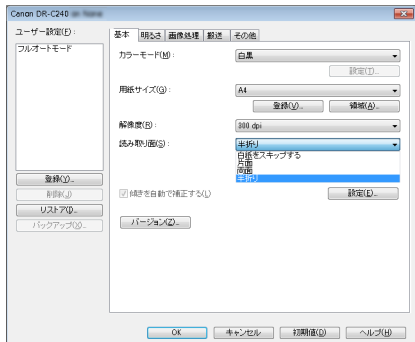 Canon DR-C240
ユーザー設定(F):
フルオートモード
登録(Y)...
削除(J)
リストア(I)...
バックアップ(X)...
基本 明るさ 画像処理 搬送 その他
カラーモード(M): 白黒
設定(T)...
用紙サイズ(G): A4
登録(V)... 領域(A)...
解像度(R): 300 dpi
読み取り面(S): 半折り
白紙をスキップする
片面
両面
半折り
傾きを自動で補正する(L) 設定(E)...
バージョン(Z)...
OK キャンセル 初期値(D) ヘルプ(H)